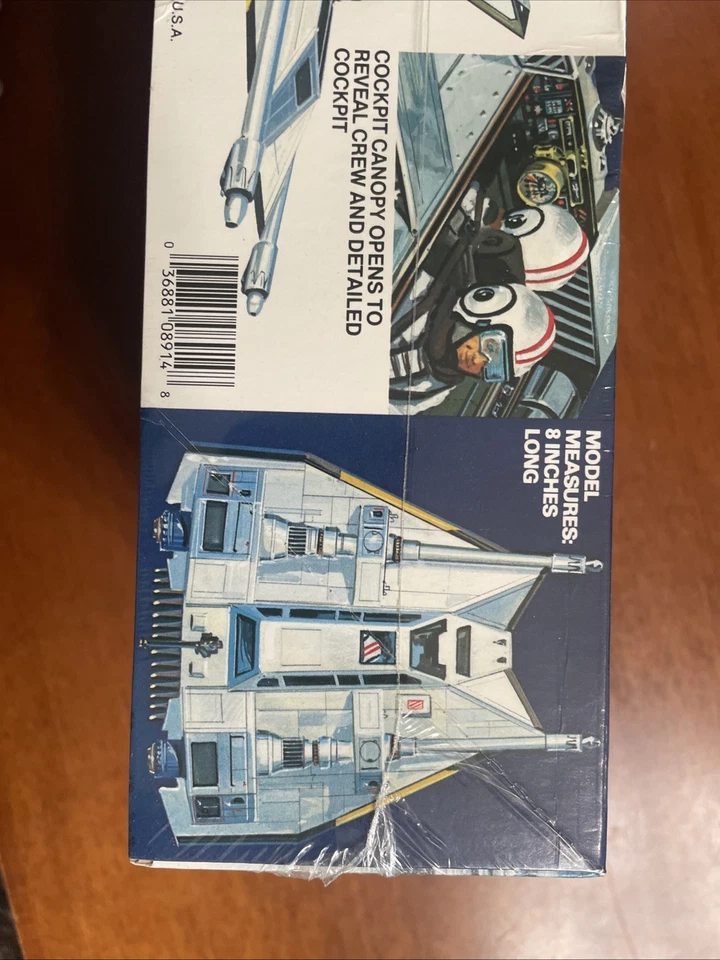 U.S.A.
COCKPIT CANOPY OPENS TO
REVEAL CREW AND DETAILED
COCKPIT
0 36881 08914 8
MODEL
MEASURES:
8 INCHES
LONG